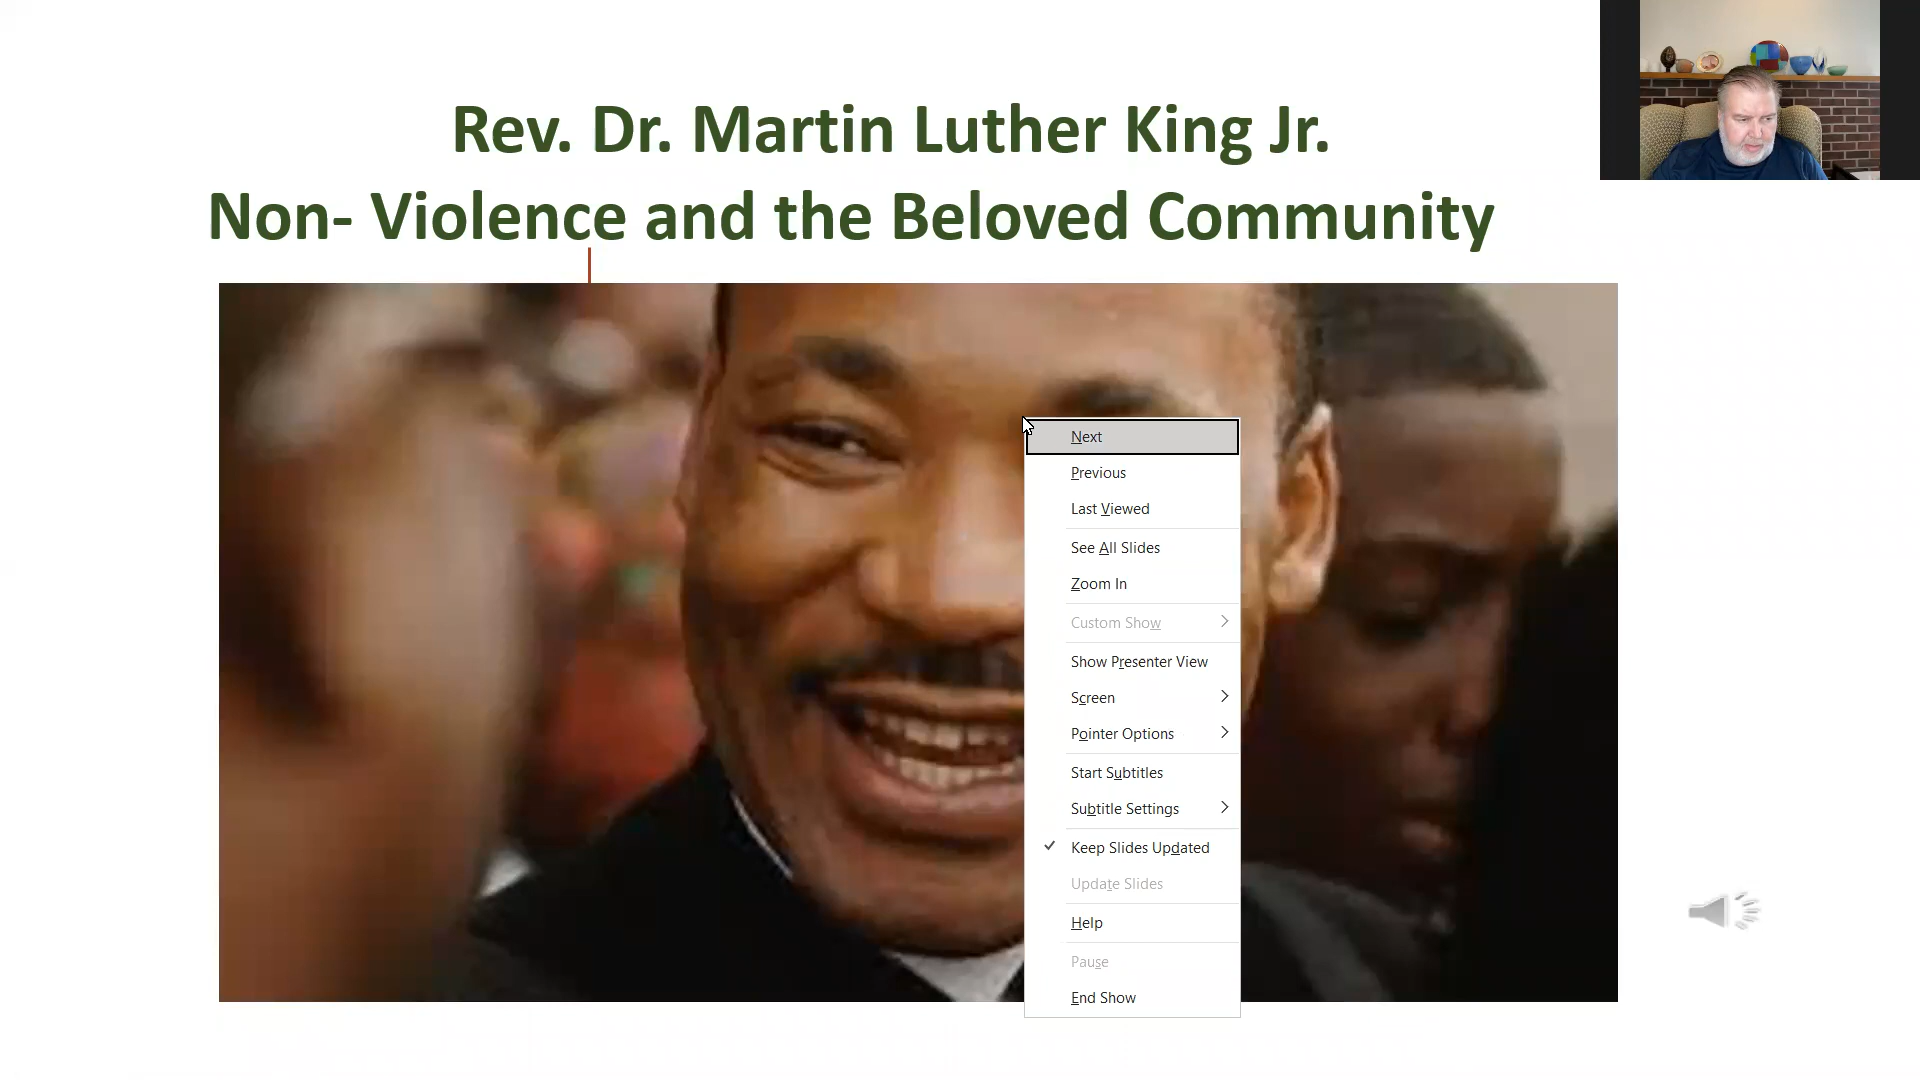 Rev. Dr. Martin Luther King Jr.
Non- Violence and the Beloved Community
Next
Previous
Last Viewed
See All Slides
Zoom In
Custom Show
Show Presenter View
Screen
Pointer Options
Start Subtitles
Subtitle Settings
Keep Slides Updated
Update Slides
Help
Pause
End Show